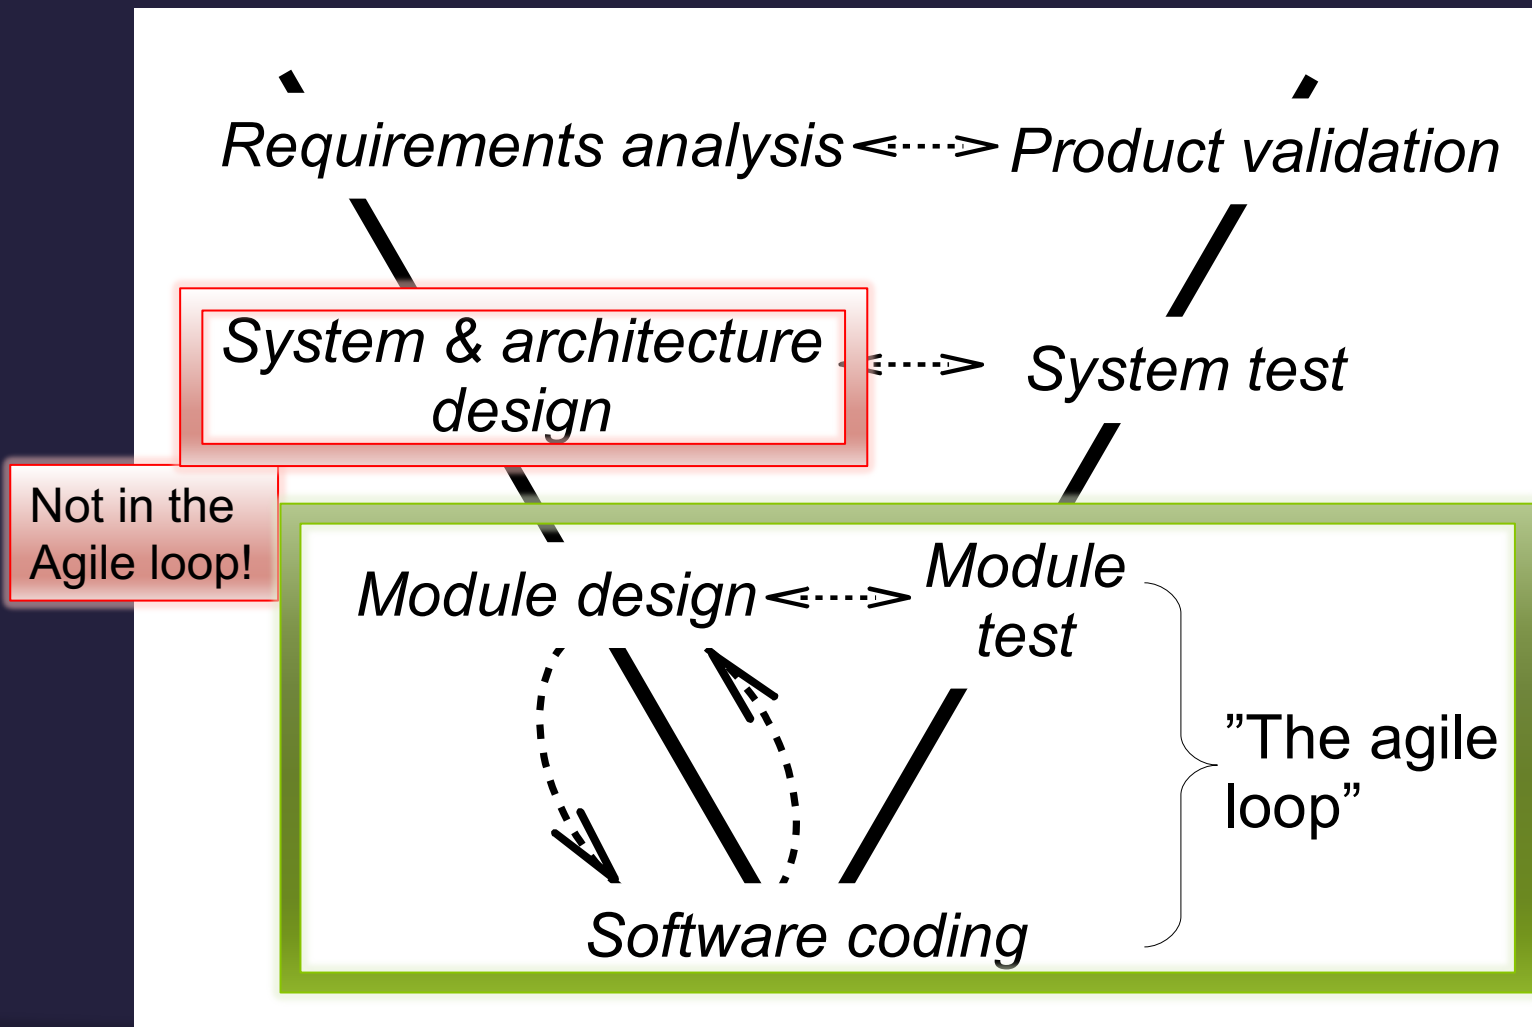 Requirements analysis
Product validation
System & architecture
design
System test
Not in the
Agile loop!
Module design
Module
test
”The agile
loop”
Software coding